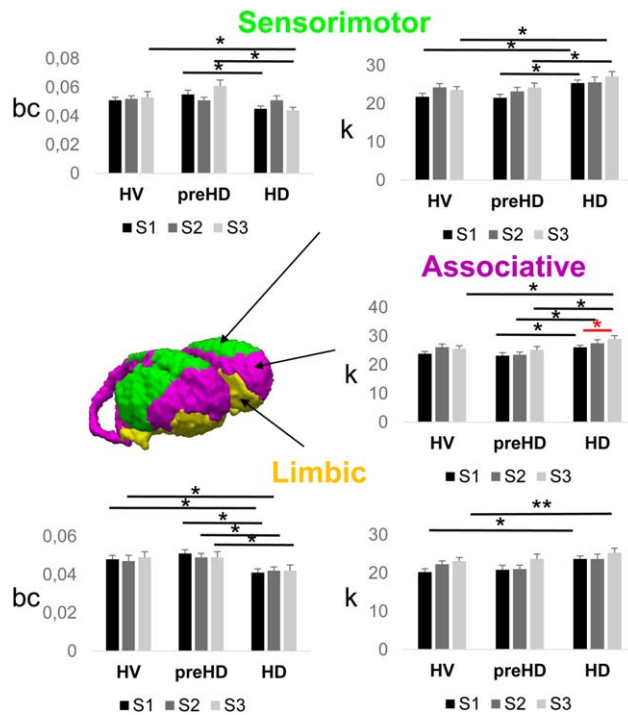 Sensorimotor
0,08
*
*
0,06
*
bc
0,04
0,02
0
HV preHD HD
S1 S2 S3
*
*
30
*
*
20
k
10
0
HV preHD HD
S1 S2 S3
Associative
*
40
*
*
30
*
*
20
k
10
0
HV preHD HD
S1 S2 S3
Limbic
*
*
*
0,06
*
*
0,04
bc
0,02
0
HV preHD HD
S1 S2 S3
**
30
*
20
k
10
0
HV preHD HD
S1 S2 S3